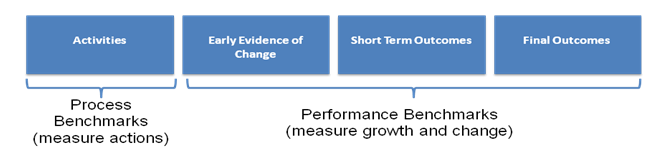 Activities
Early Evidence of
Change
Short Term Outcomes
Final Outcomes
Process
Benchmarks
(measure actions)
Performance Benchmarks
(measure growth and change)